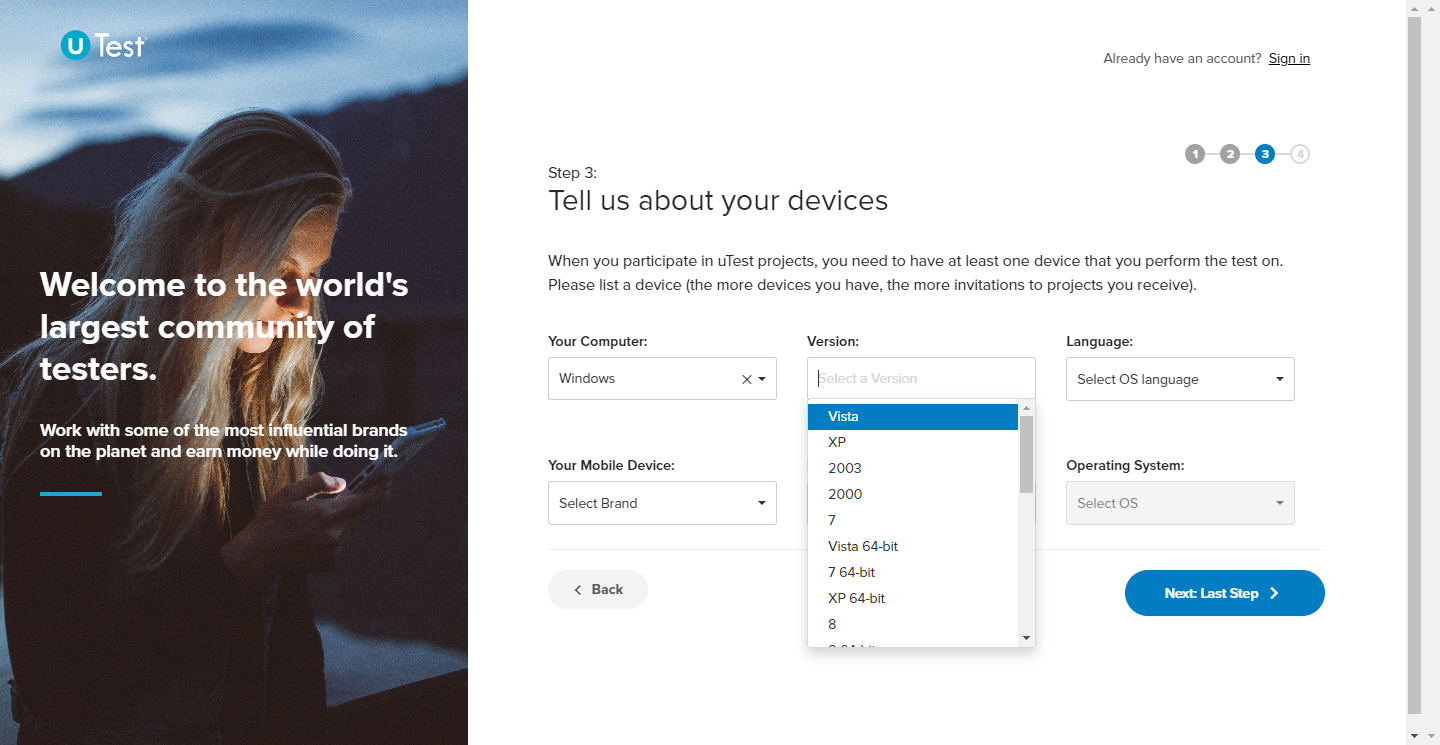 uTest
Already have an account? Sign in
1 2 3 4
Step 3:
Tell us about your devices
When you participate in uTest projects, you need to have at least one device that you perform the test on.
Please list a device (the more devices you have, the more invitations to projects you receive).
Welcome to the world's
largest community of
testers.
Work with some of the most influential brands
on the planet and earn money while doing it.
Your Computer:
Windows
Version:
Select a Version
Vista
XP
2003
2000
7
Vista 64-bit
7 64-bit
XP 64-bit
8
Language:
Select OS language
Your Mobile Device:
Select Brand
Operating System:
Select OS
Back
Next: Last Step